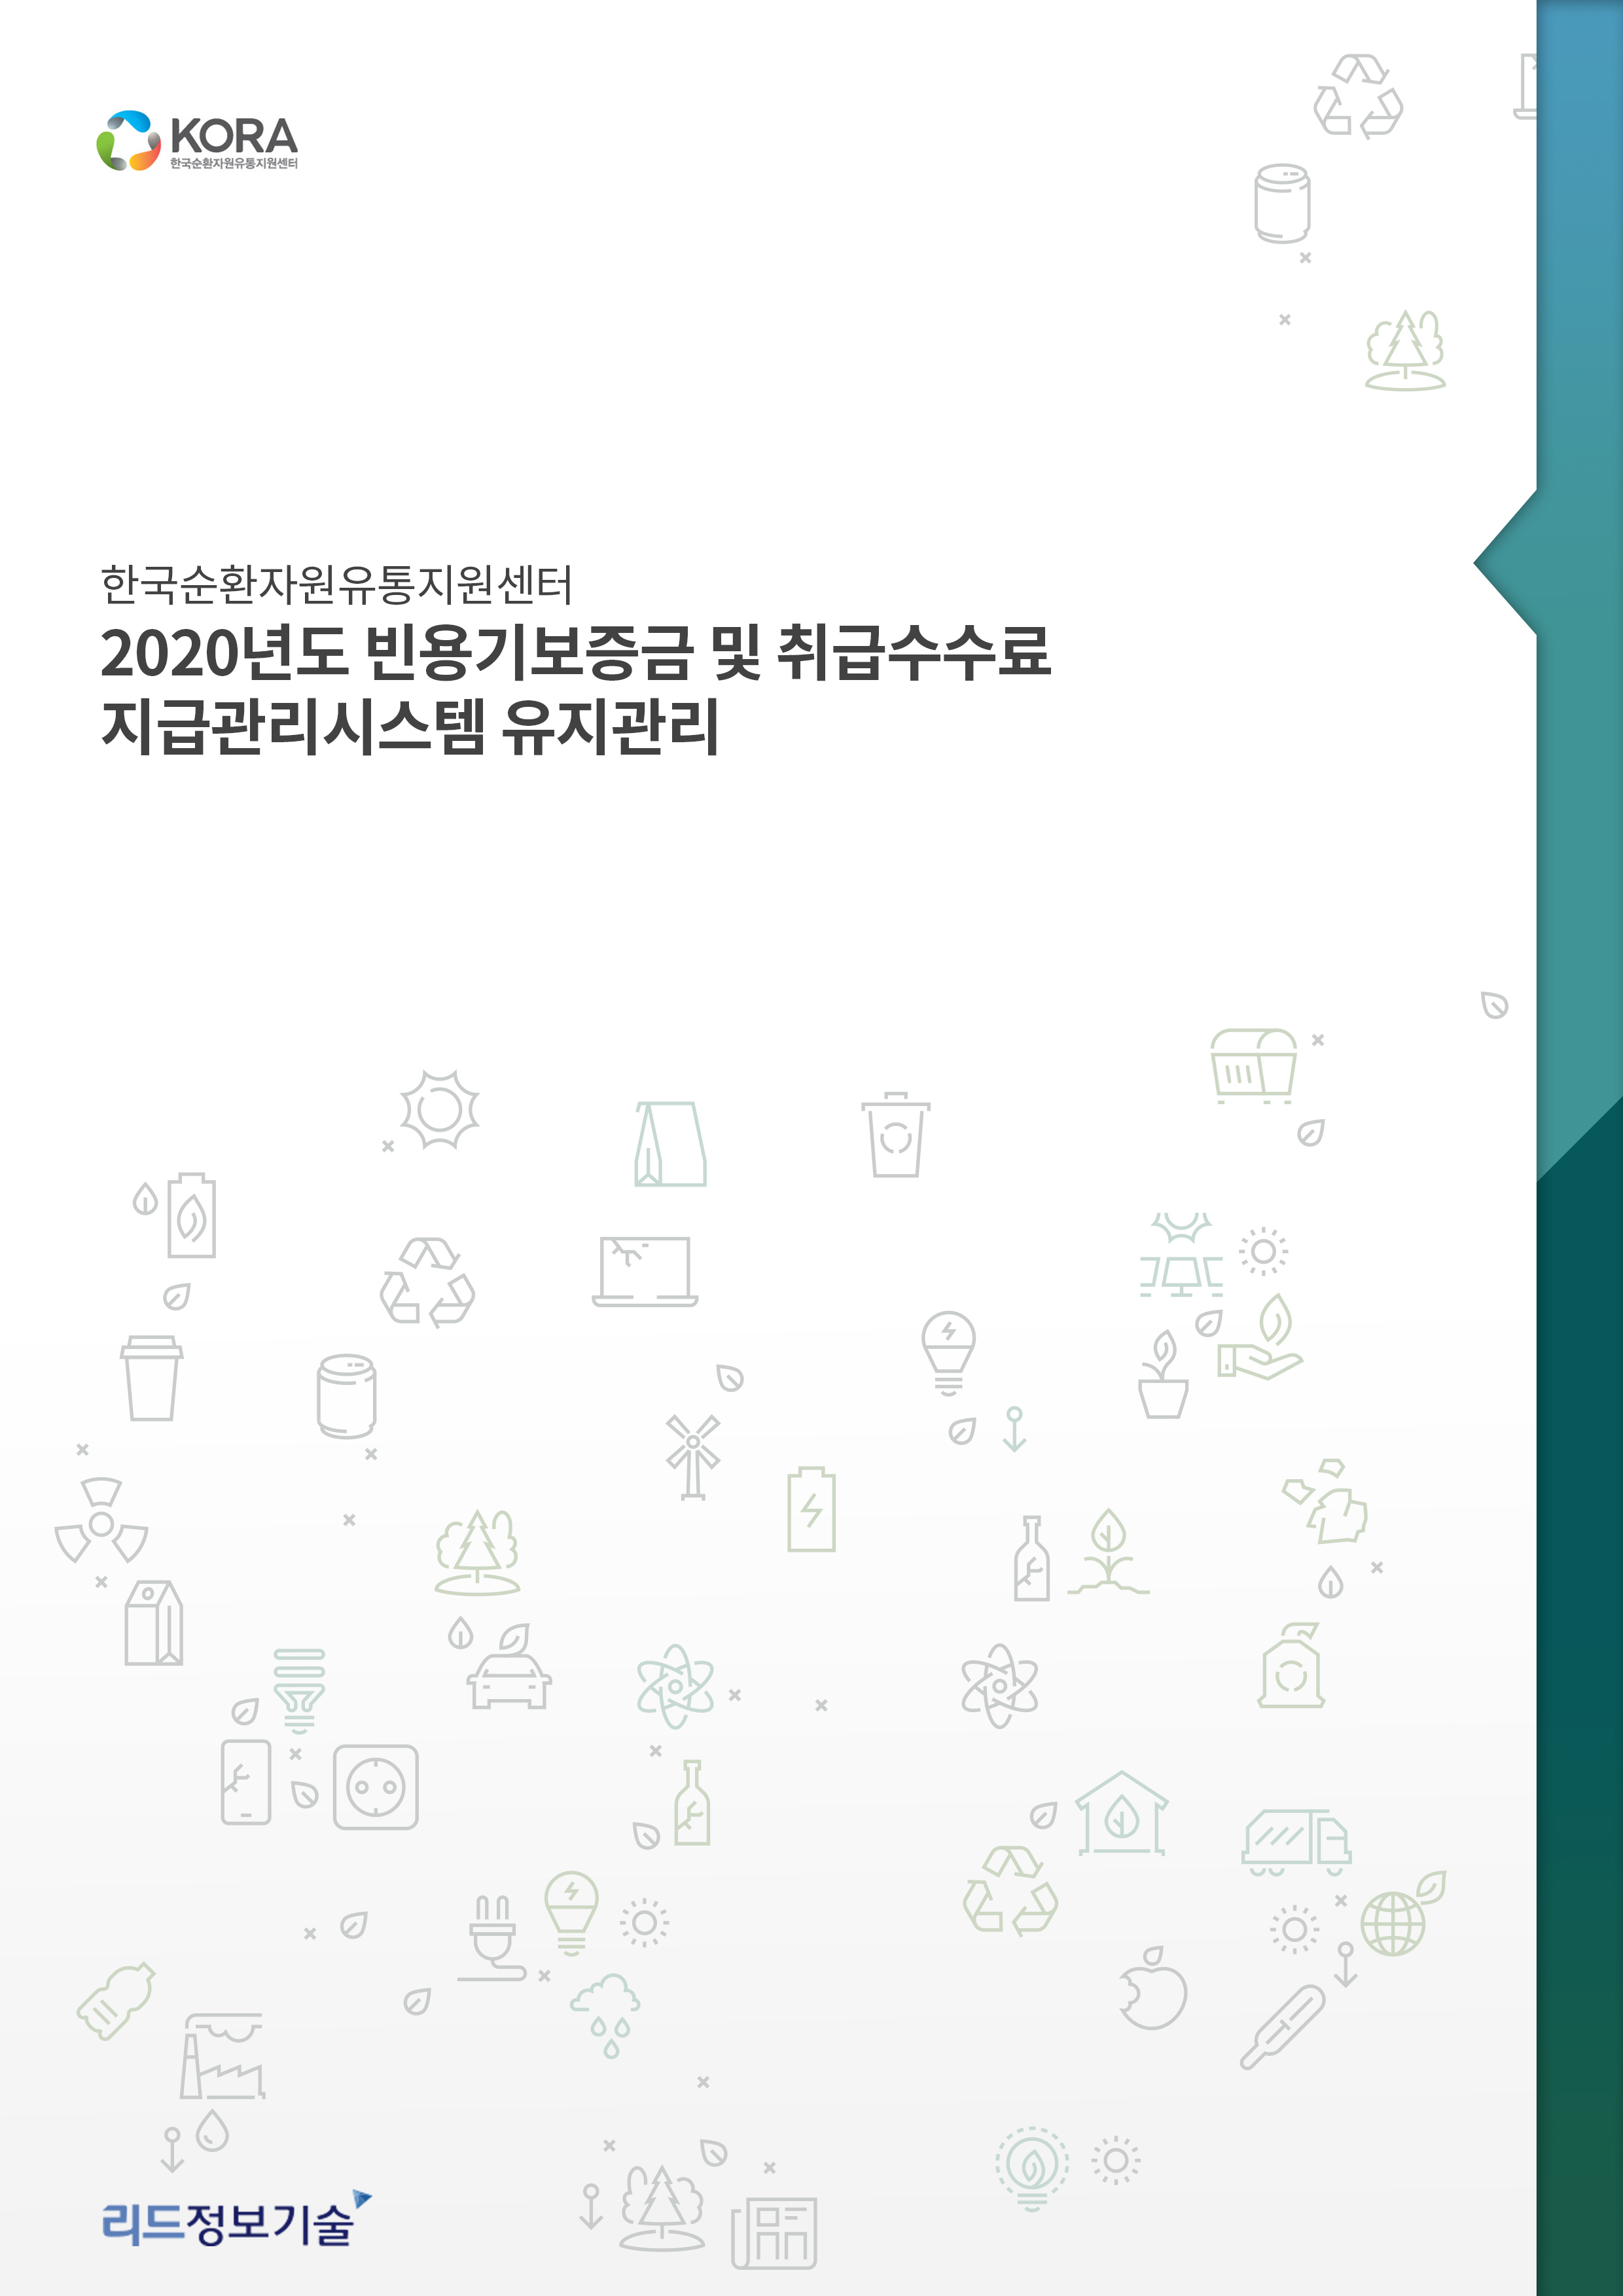 KORA
한국순환자원유통지원센터
한국순환자원유통지원센터
2020년도 빈용기보증금 및 취급수수료
지급관리시스템 유지관리
리드정보기술